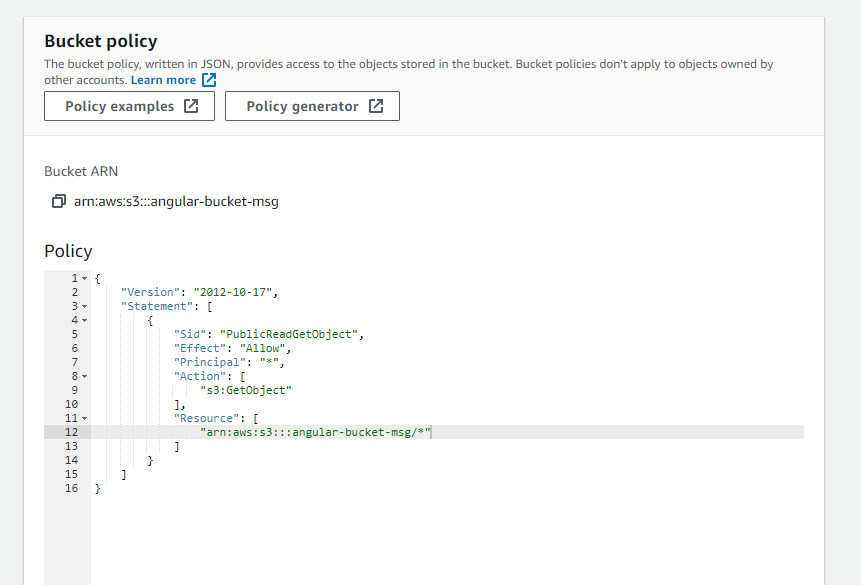 Bucket policy
The bucket policy, written in JSON, provides access to the objects stored in the bucket. Bucket policies don't apply to objects owned by
other accounts. Learn more
Policy examples Policy generator
Bucket ARN
arn:aws:s3:::angular-bucket-msg
Policy
1 {
2 "Version": "2012-10-17",
3 "Statement": [
4 {
5 "Sid": "PublicReadGetObject",
6 "Effect": "Allow",
7 "Principal": "*",
8 "Action": [
9 "s3:GetObject"
10 ],
11 "Resource": [
12 "arn:aws:s3:::angular-bucket-msg/*"
13 ]
14 }
15 ]
16 }